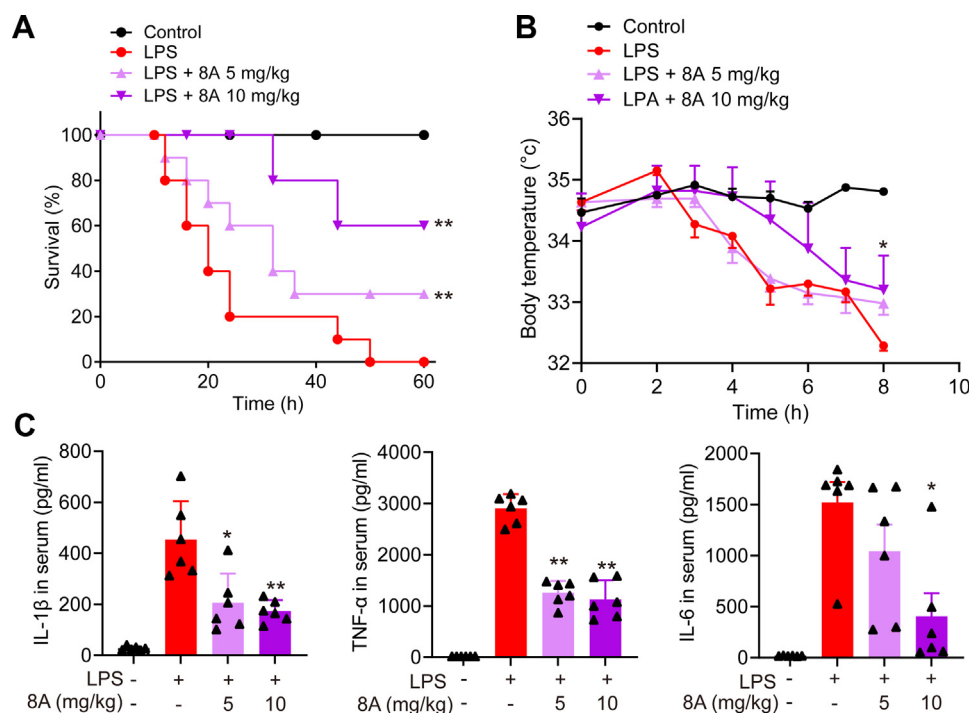 A
Control
LPS
LPS + 8A 5 mg/kg
LPS + 8A 10 mg/kg
Survival (%)
100
80
60
40
20
0
**
**
0 20 40 60
Time (h)
B
Control
LPS
LPS + 8A 5 mg/kg
LPA + 8A 10 mg/kg
Body temperature (°c)
35
34
33
32
*
0 2 4 6 8 10
Time (h)
C
IL-1β in serum (pg/ml)
800
600
400
200
0
*
**
LPS - + + +
8A (mg/kg) - - 5 10
TNF-α in serum (pg/ml)
4000
3000
2000
1000
0
**
**
LPS - + + +
8A (mg/kg) - - 5 10
IL-6 in serum (pg/ml)
2000
1500
1000
500
0
*
LPS - + + +
8A (mg/kg) - - 5 10